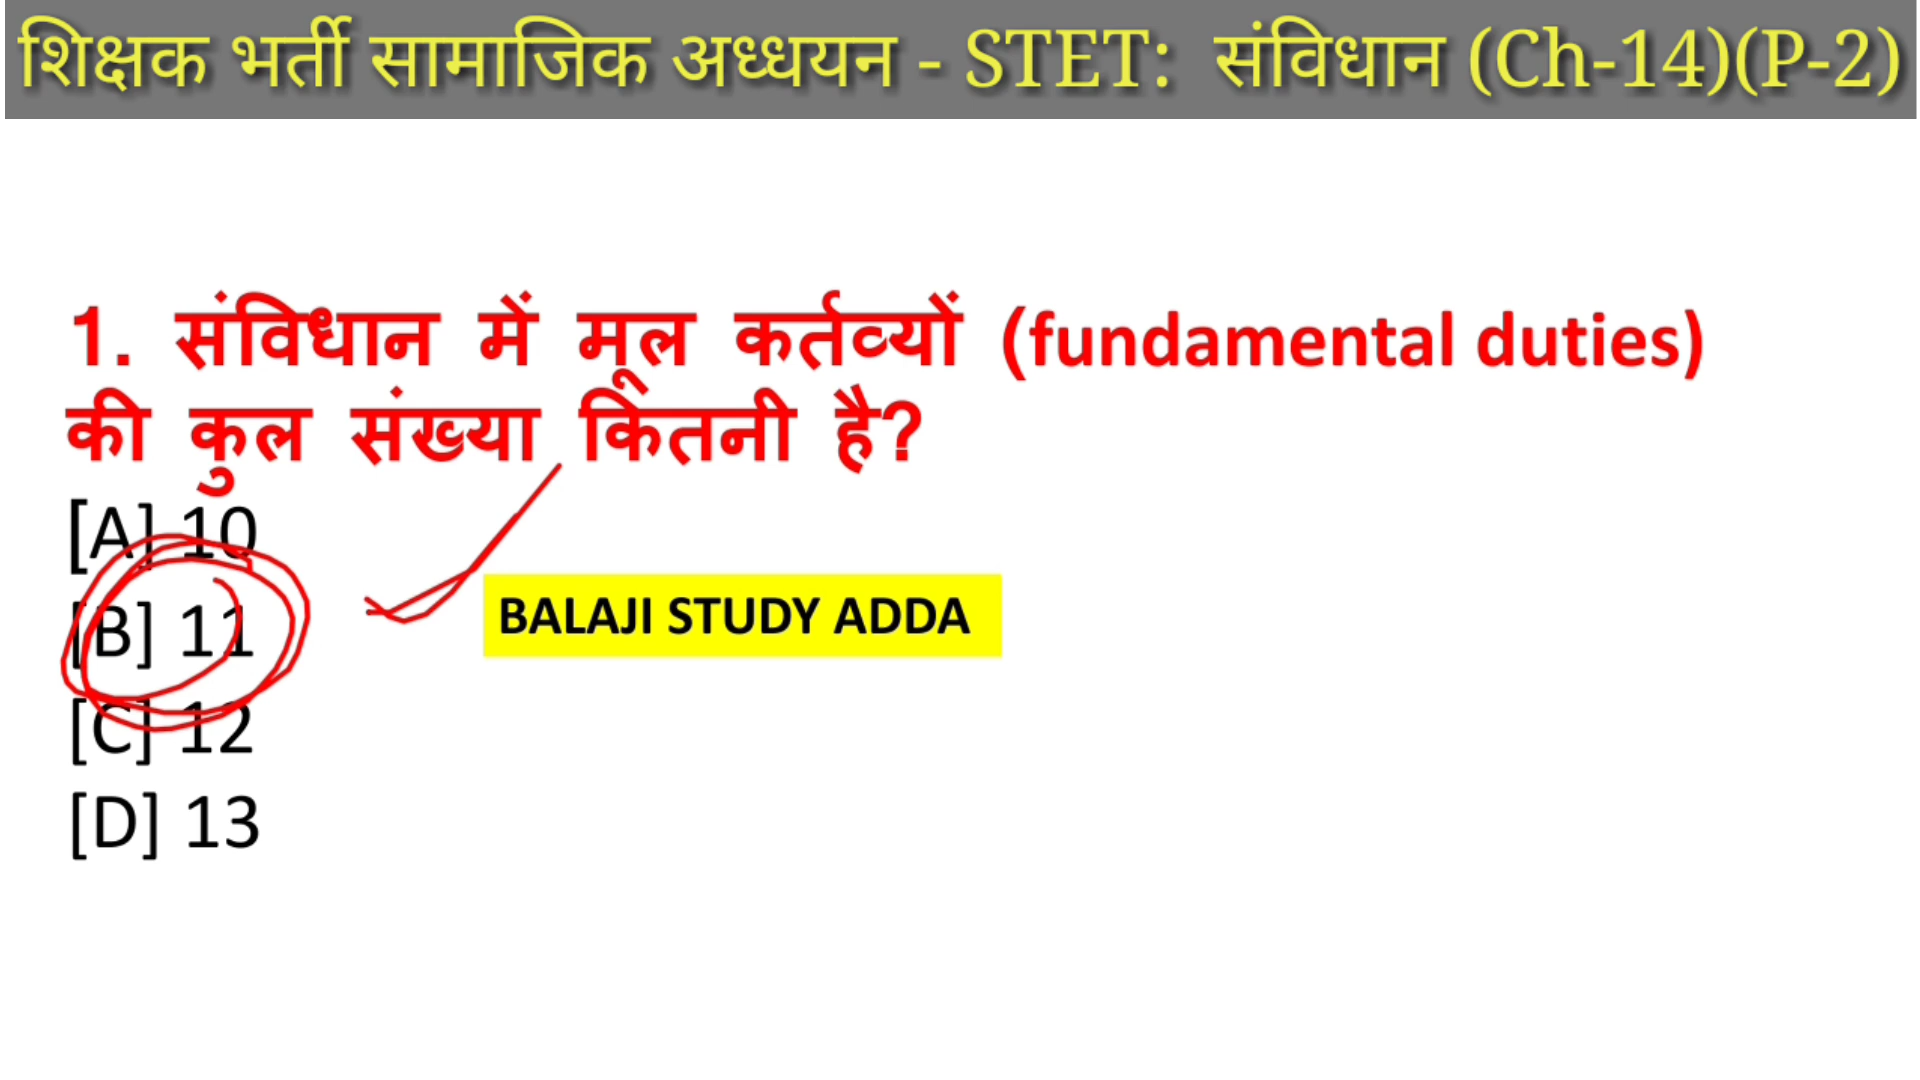 शिक्षक भर्ती सामाजिक अध्धयन - STET: संविधान (Ch-14)(P-2)
1. संविधान में मूल कर्तव्यों (fundamental duties)
की कुल संख्या कितनी है?
[A] 10
[B] 11
BALAJI STUDY ADDA
[C] 12
[D] 13